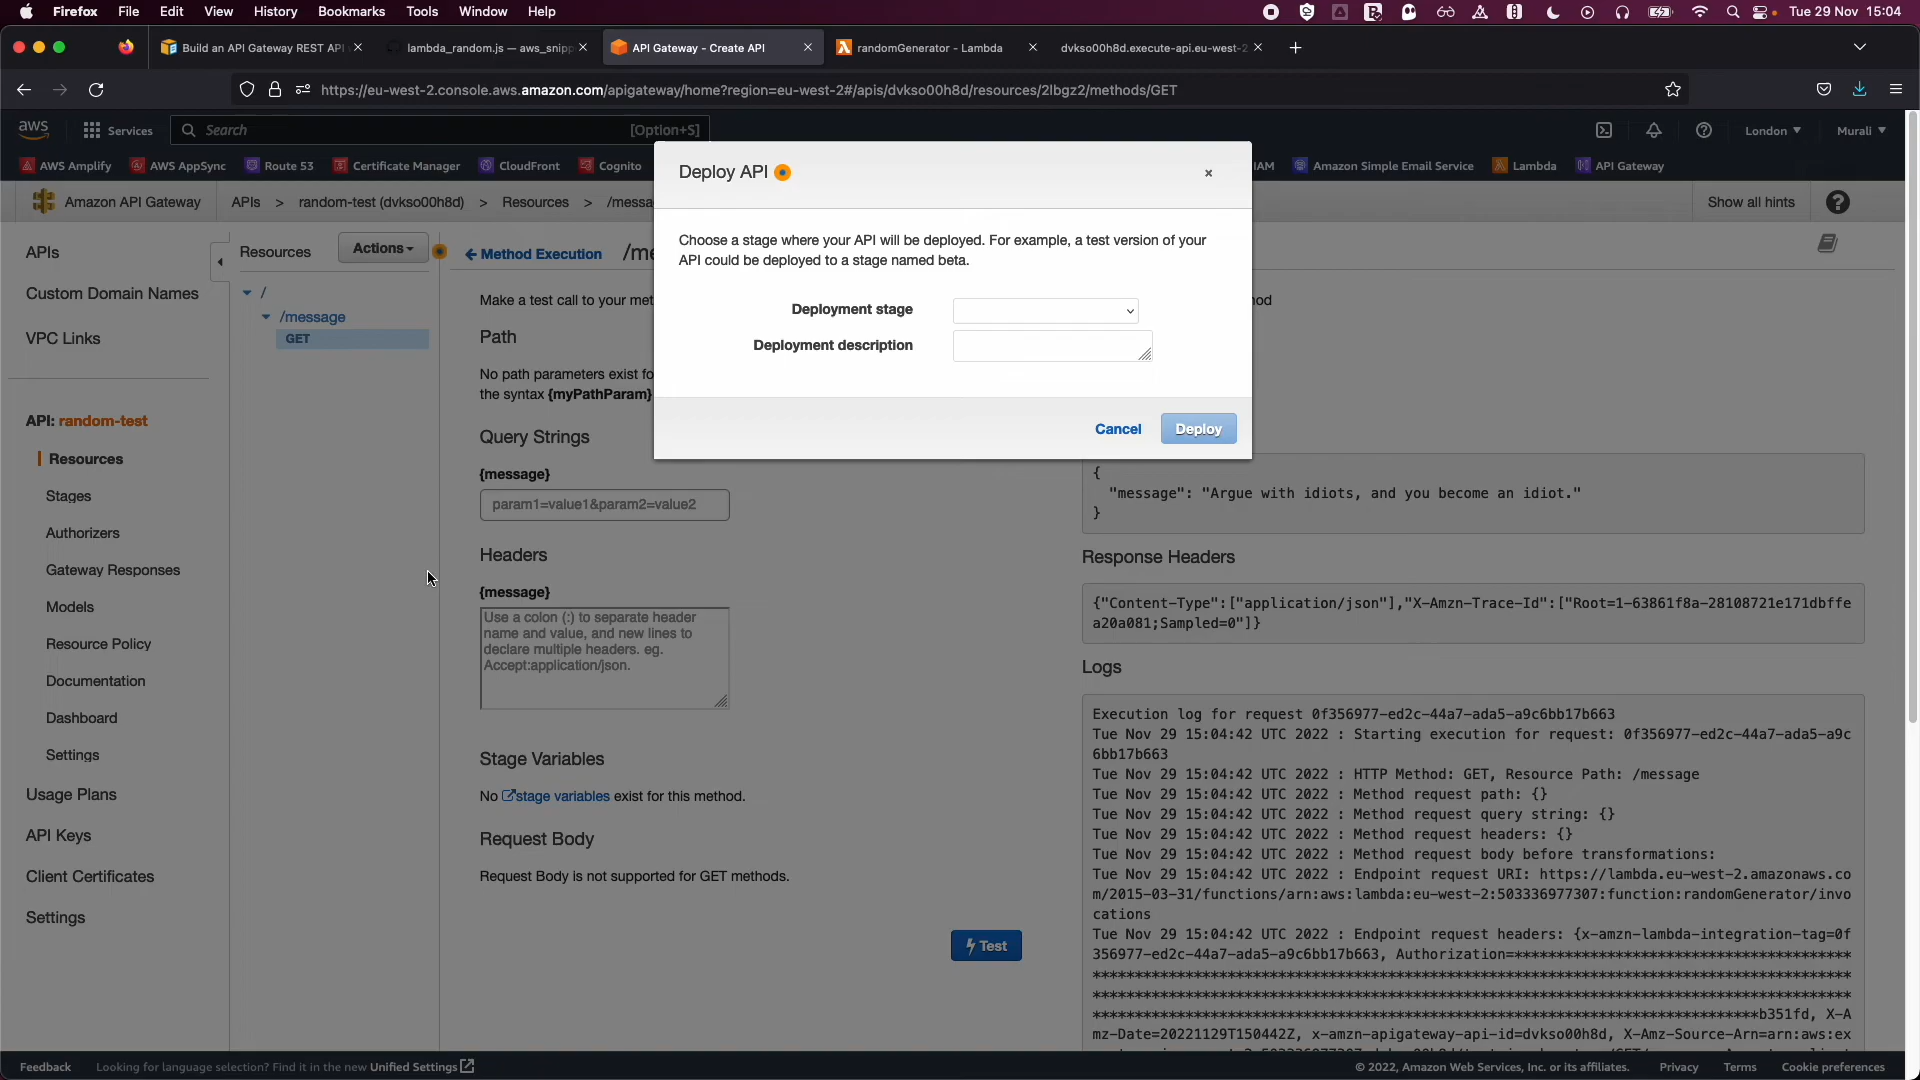 Firefox File Edit View History Bookmarks Tools Window Help Tue 29 Nov 15:04
Build an API Gateway REST API lambda_random.js — aws_snipp API Gateway - Create API randomGenerator - Lambda dvkso00h8d.execute-api.eu-west-2
https://eu-west-2.console.aws.amazon.com/apigateway/home?region=eu-west-2#/apis/dvkso00h8d/resources/2lbgz2/methods/GET
aws Services Search [Option+S] London Murali
AWS Amplify AWS AppSync Route 53 Certificate Manager CloudFront Cognito IAM Amazon Simple Email Service Lambda API Gateway
Amazon API Gateway APIs > random-test (dvkso00h8d) > Resources > /messa Show all hints
Deploy API ×
Choose a stage where your API will be deployed. For example, a test version of your
API could be deployed to a stage named beta.
Deployment stage
Deployment description
Cancel Deploy
APIs
Custom Domain Names
VPC Links
API: random-test
Resources
Stages
Authorizers
Gateway Responses
Models
Resource Policy
Documentation
Dashboard
Settings
Usage Plans
API Keys
Client Certificates
Settings
Resources Actions
/
/message
GET
Method Execution /me
Make a test call to your met
hod
Path
No path parameters exist fo
the syntax {myPathParam}
Query Strings
{message}
param1=value1&param2=value2
Headers
{message}
Use a colon (:) to separate header
name and value, and new lines to
declare multiple headers. eg.
Accept:application/json.
Stage Variables
No stage variables exist for this method.
Request Body
Request Body is not supported for GET methods.
Test
{
"message": "Argue with idiots, and you become an idiot."
}
Response Headers
{"Content-Type":["application/json"],"X-Amzn-Trace-Id":["Root=1-63861f8a-28108721e171dbffe
a20a081;Sampled=0"]}
Logs
Execution log for request 0f356977-ed2c-44a7-ada5-a9c6bb17b663
Tue Nov 29 15:04:42 UTC 2022 : Starting execution for request: 0f356977-ed2c-44a7-ada5-a9c
6bb17b663
Tue Nov 29 15:04:42 UTC 2022 : HTTP Method: GET, Resource Path: /message
Tue Nov 29 15:04:42 UTC 2022 : Method request path: {}
Tue Nov 29 15:04:42 UTC 2022 : Method request query string: {}
Tue Nov 29 15:04:42 UTC 2022 : Method request headers: {}
Tue Nov 29 15:04:42 UTC 2022 : Method request body before transformations:
Tue Nov 29 15:04:42 UTC 2022 : Endpoint request URI: https://lambda.eu-west-2.amazonaws.co
m/2015-03-31/functions/arn:aws:lambda:eu-west-2:503336977307:function:randomGenerator/invo
cations
Tue Nov 29 15:04:42 UTC 2022 : Endpoint request headers: {x-amzn-lambda-integration-tag=0f
356977-ed2c-44a7-ada5-a9c6bb17b663, Authorization=****************************************
******************************************************************************************
******************************************************************************************
*******************************************************************************b351fd, X-A
mz-Date=20221129T150442Z, x-amzn-apigateway-api-id=dvkso00h8d, X-Amz-Source-Arn=arn:aws:ex
Feedback Looking for language selection? Find it in the new Unified Settings © 2022, Amazon Web Services, Inc. or its affiliates. Privacy Terms Cookie preferences